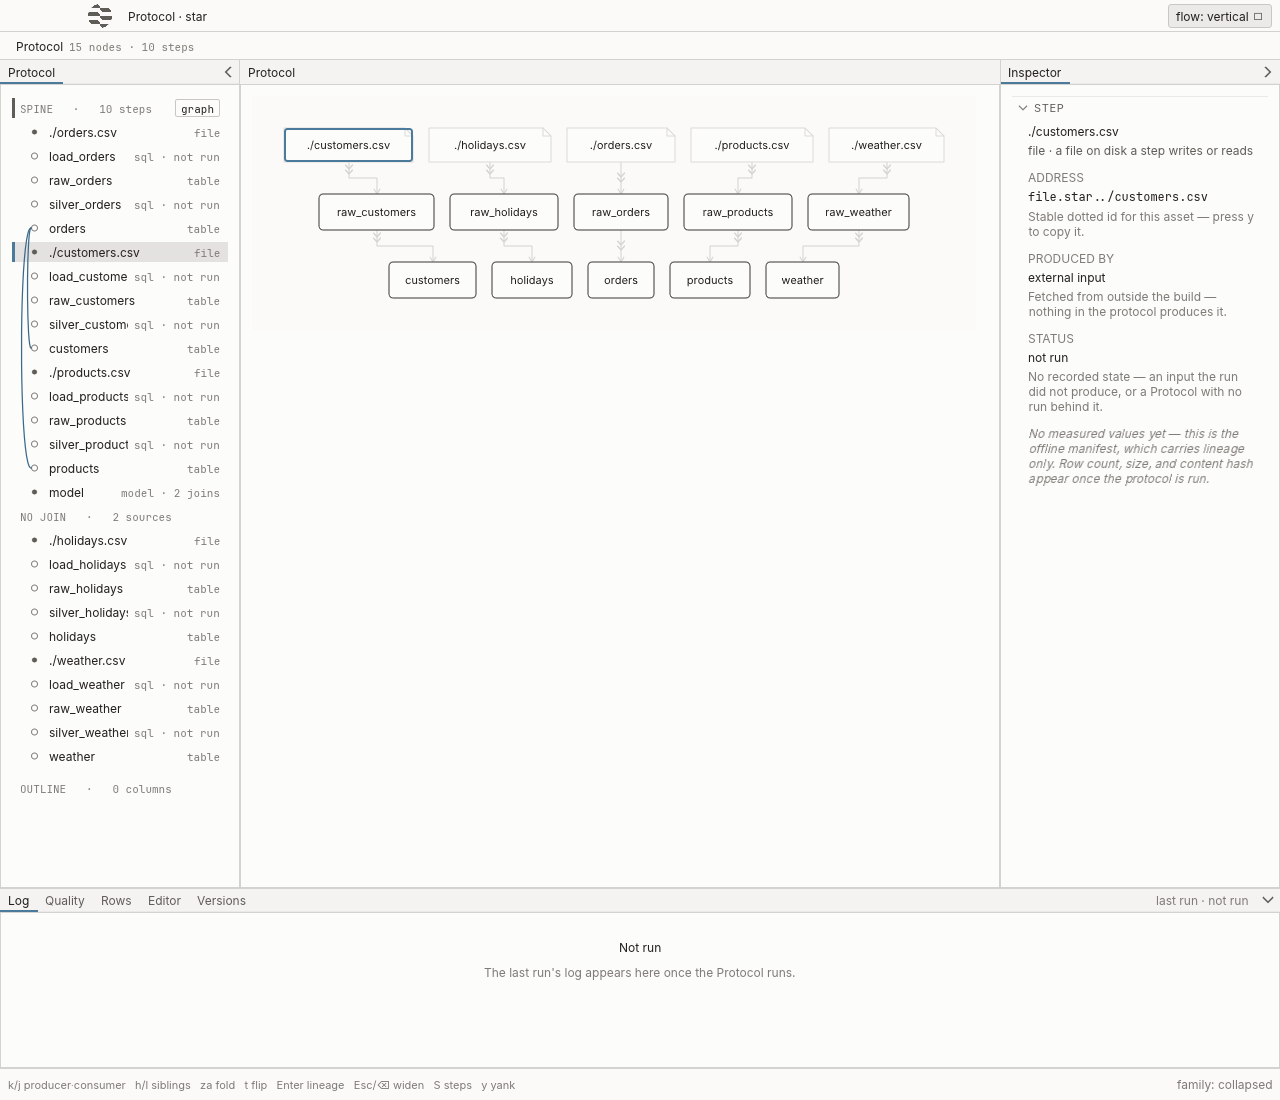 Protocol · star
flow: vertical
Protocol 15 nodes · 10 steps
Protocol
Protocol
Inspector
SPINE · 10 steps graph
./orders.csv file
load_orders sql · not run
raw_orders table
silver_orders sql · not run
orders table
./customers.csv file
load_custome sql · not run
raw_customers table
silver_custom sql · not run
customers table
./products.csv file
load_products sql · not run
raw_products table
silver_product sql · not run
products table
model model · 2 joins
NO JOIN · 2 sources
./holidays.csv file
load_holidays sql · not run
raw_holidays table
silver_holidays sql · not run
holidays table
./weather.csv file
load_weather sql · not run
raw_weather table
silver_weather sql · not run
weather table
OUTLINE · 0 columns
./customers.csv ./holidays.csv ./orders.csv ./products.csv ./weather.csv
raw_customers raw_holidays raw_orders raw_products raw_weather
customers holidays orders products weather
STEP
./customers.csv
file · a file on disk a step writes or reads
ADDRESS
file.star../customers.csv
Stable dotted id for this asset — press y
to copy it.
PRODUCED BY
external input
Fetched from outside the build —
nothing in the protocol produces it.
STATUS
not run
No recorded state — an input the run
did not produce, or a Protocol with no
run behind it.
No measured values yet — this is the
offline manifest, which carries lineage
only. Row count, size, and content hash
appear once the protocol is run.
Log Quality Rows Editor Versions last run · not run
Not run
The last run's log appears here once the Protocol runs.
k/j producer·consumer h/l siblings za fold t flip Enter lineage Esc/⌫ widen S steps y yank family: collapsed